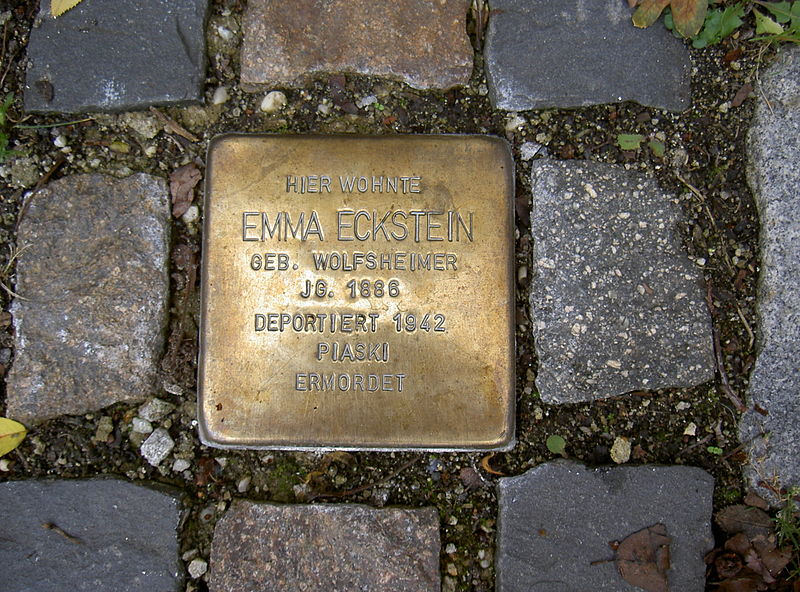 HIER WOHNTE
EMMA ECKSTEIN
GEB. WOLFSHEIMER
JG. 1886
DEPORTIERT 1942
PIASKI
ERMORDET